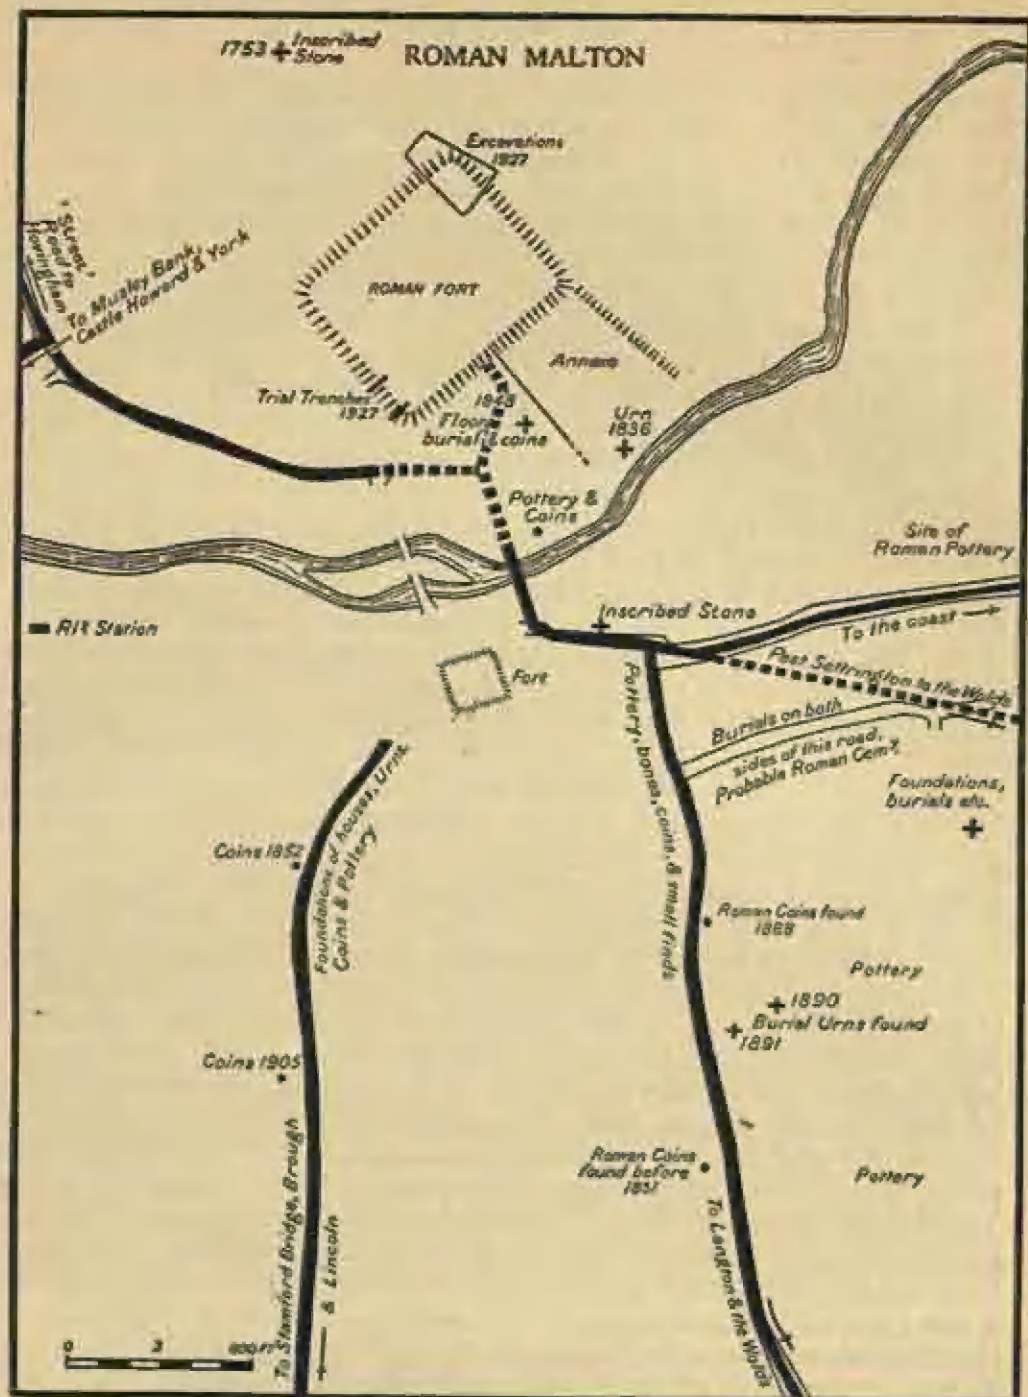 1753 Inscribed
Stone
ROMAN MALTON
Excavations
1927
'Street'
Road to
Hovingham
To Musley Bank,
Castle Howard & York
ROMAN FORT
Annexe
Trial Trenches
1927
Floor
burial & coins
Urn
1836
Pottery &
Coins
Site of
Roman Pottery
Rly Station
Inscribed Stone
To the coast
Past Settrington to the Wolds
Fort
Burials on both
sides of this road,
Probable Roman Cemy.
Pottery, bones, coins, & small finds
Foundations,
burials etc.
Foundations of houses, Urns,
Coins & Pottery
Coins 1852
Roman Coins found
Pottery
1890
Burial Urns found
1891
Coins 1905
Roman Coins
found before
Pottery
To Stamford Bridge, Brough
& Lincoln
To Langton & the Wolds
0